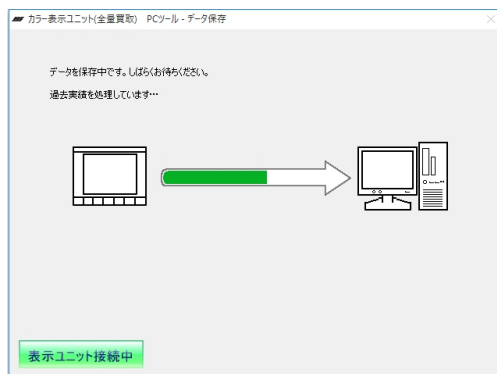 カラー表示ユニット(全量買取) PCツール - データ保存
データを保存中です。しばらくお待ちください。
過去実績を処理しています…
表示ユニット接続中